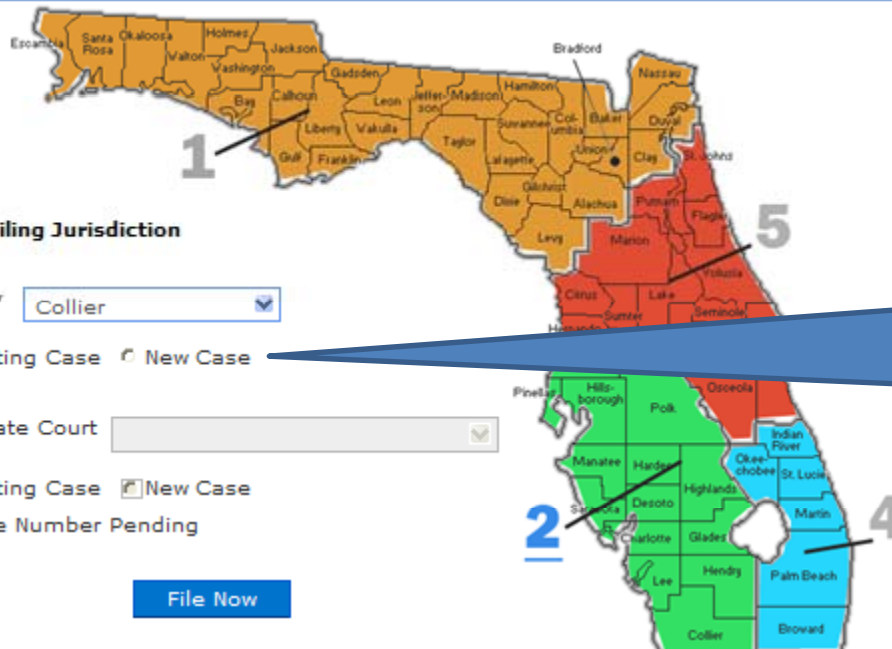 Escambia
Santa Rosa
Okaloosa
Walton
Holmes
Washington
Jackson
Bay
Calhoun
Gulf
Liberty
Franklin
Gadsden
Leon
Wakulla
Jeffer-
son
Madison
Taylor
Hamilton
Suwannee
Lafayette
Dixie
Col-
umbia
Gilchrist
Levy
Baker
Union
Bradford
Alachua
Nassau
Duval
Clay
1
St. Johns
Putnam
Flagler
Marion
Volusia
Citrus
Lake
Sumter
Seminole
Hernando
Osceola
5
iling Jurisdiction
Collier
ting Case
New Case
ate Court
ting Case
New Case
e Number Pending
File Now
Pinellas
Hills-
borough
Polk
Manatee
Hardee
Highlands
Sarasota
Desoto
Charlotte
Glades
Lee
Hendry
Collier
2
Indian
River
Okee-
chobee
St. Lucie
Martin
Palm Beach
Broward
4